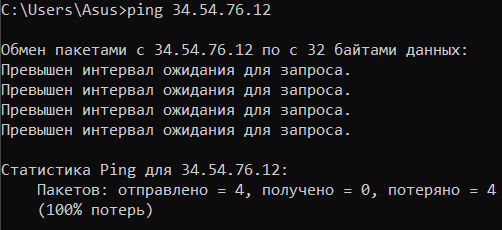 C:\Users\Asus>ping 34.54.76.12
Обмен пакетами с 34.54.76.12 по с 32 байтами данных:
Превышен интервал ожидания для запроса.
Превышен интервал ожидания для запроса.
Превышен интервал ожидания для запроса.
Превышен интервал ожидания для запроса.
Статистика Ping для 34.54.76.12:
Пакетов: отправлено = 4, получено = 0, потеряно = 4
(100% потерь)